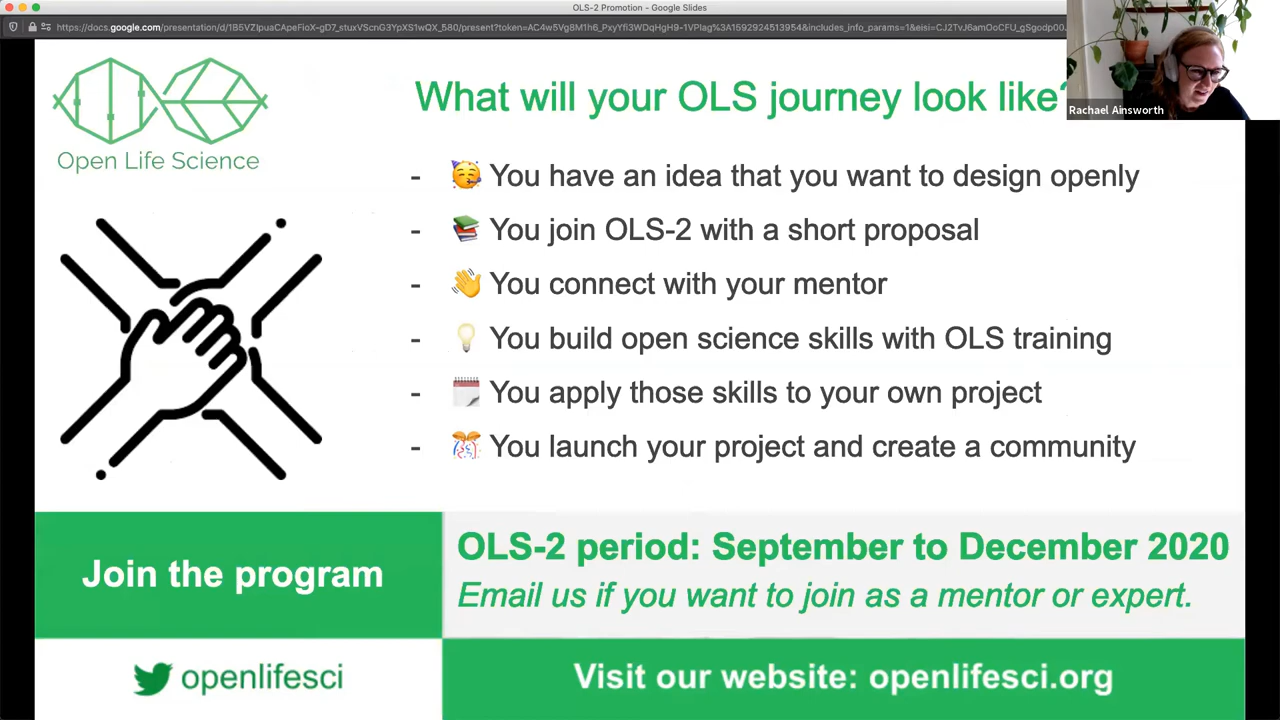 OLS-2 Promotion - Google Slides
Rachael Ainsworth
Open Life Science
What will your OLS journey look like?
- 🥳 You have an idea that you want to design openly
- 📚 You join OLS-2 with a short proposal
- 👋 You connect with your mentor
- 💡 You build open science skills with OLS training
- 🗓 You apply those skills to your own project
- 🎊 You launch your project and create a community
Join the program
OLS-2 period: September to December 2020
Email us if you want to join as a mentor or expert.
openlifesci
Visit our website: openlifesci.org